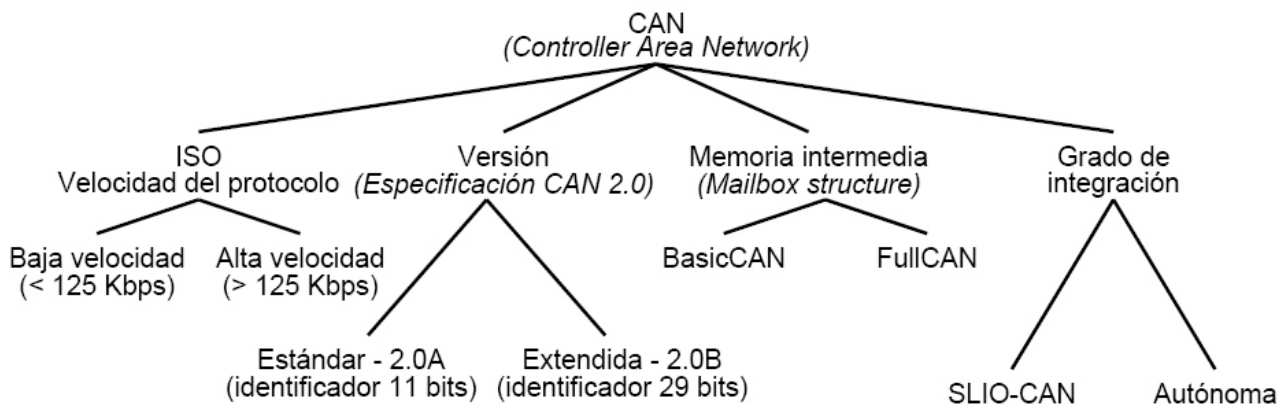 CAN
(Controller Area Network)
ISO
Velocidad del protocolo
Versión
(Especificación CAN 2.0)
Memoria intermedia
(Mailbox structure)
Grado de
integración
Baja velocidad
(< 125 Kbps)
Alta velocidad
(> 125 Kbps)
BasicCAN
FullCAN
Estándar - 2.0A
(identificador 11 bits)
Extendida - 2.0B
(identificador 29 bits)
SLIO-CAN
Autónoma